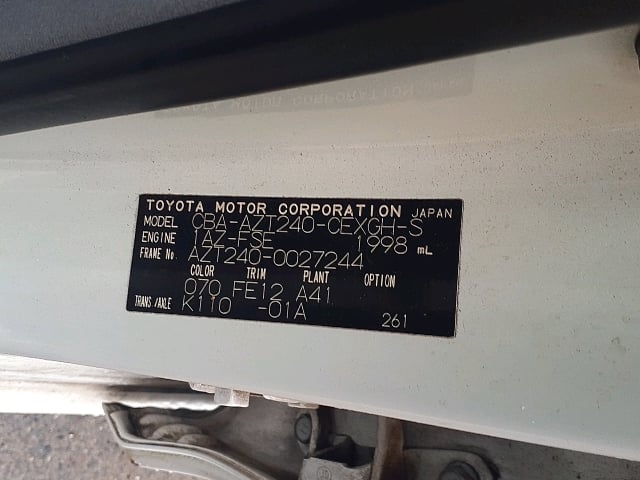 TOYOTA MOTOR CORPORATION JAPAN
MODEL CBA-AZT240-CEXGH-S
ENGINE 1AZ-FSE 1998 mL
FRAME No. AZT240-0027244
COLOR TRIM PLANT OPTION
070 FE12 A41
TRANS/AXLE K110 -01A 261